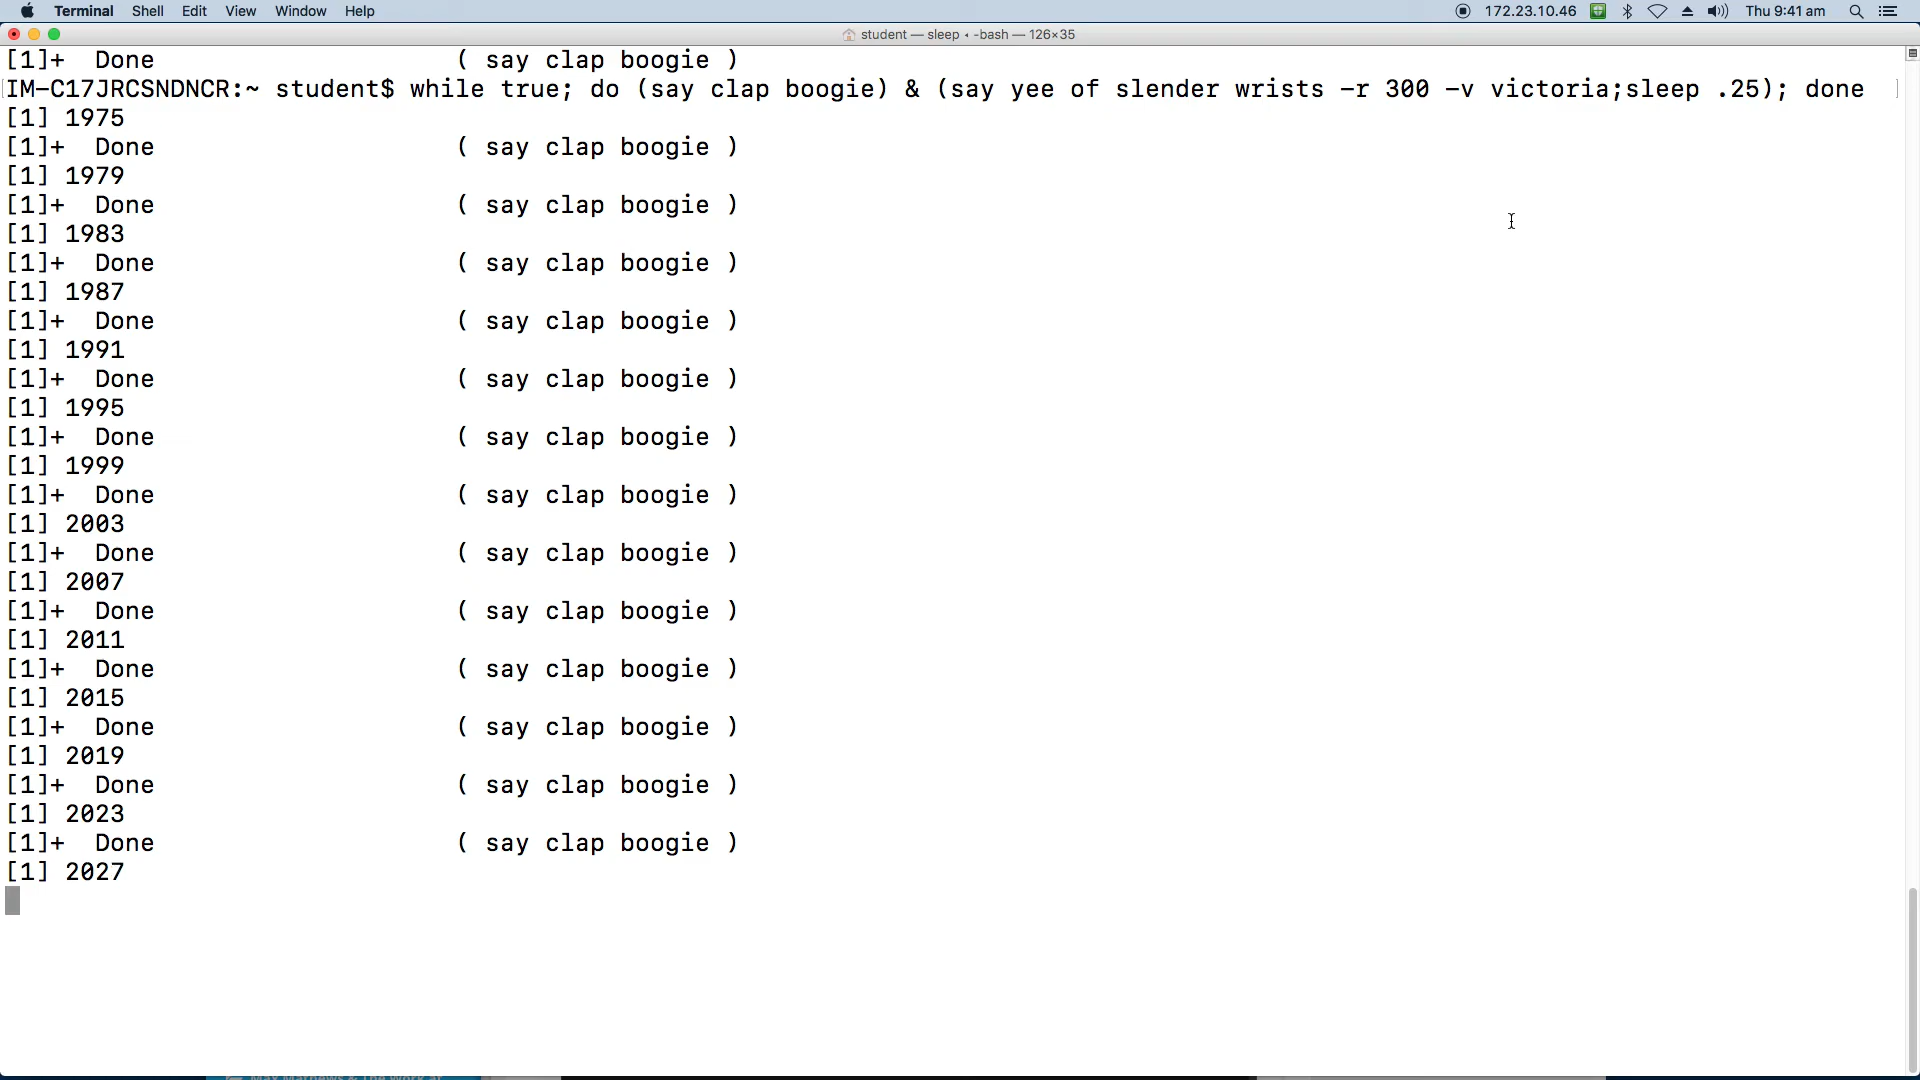 Terminal Shell Edit View Window Help 172.23.10.46 Thu 9:41 am
student — sleep ◂ -bash — 126×35
[1]+  Done                    ( say clap boogie )
IM-C17JRCSNDNCR:~ student$ while true; do (say clap boogie) & (say yee of slender wrists -r 300 -v victoria;sleep .25); done
[1] 1975
[1]+  Done                    ( say clap boogie )
[1] 1979
[1]+  Done                    ( say clap boogie )
[1] 1983
[1]+  Done                    ( say clap boogie )
[1] 1987
[1]+  Done                    ( say clap boogie )
[1] 1991
[1]+  Done                    ( say clap boogie )
[1] 1995
[1]+  Done                    ( say clap boogie )
[1] 1999
[1]+  Done                    ( say clap boogie )
[1] 2003
[1]+  Done                    ( say clap boogie )
[1] 2007
[1]+  Done                    ( say clap boogie )
[1] 2011
[1]+  Done                    ( say clap boogie )
[1] 2015
[1]+  Done                    ( say clap boogie )
[1] 2019
[1]+  Done                    ( say clap boogie )
[1] 2023
[1]+  Done                    ( say clap boogie )
[1] 2027